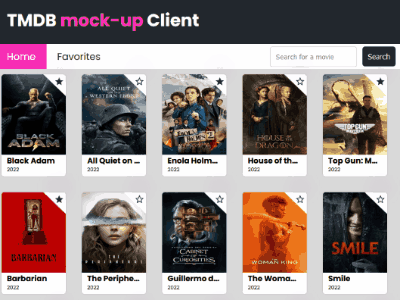 TMDB mock-up Client
Home Favorites Search for a movie Search
BLACK ADAM
ALL QUIET ON THE WESTERN FRONT
ENOLA HOLMES
HOUSE OF THE DRAGON
TOP GUN
Black Adam All Quiet on ... Enola Holm... House of th... Top Gun: M...
2022 2022 2022 2022 2022
BARBARIAN
THE PERIPHERAL
CABINET OF CURIOSITIES
THE WOMAN KING
SMILE
Barbarian The Periphe... Guillermo d... The Woma... Smile
2022 2022 2022 2022 2022